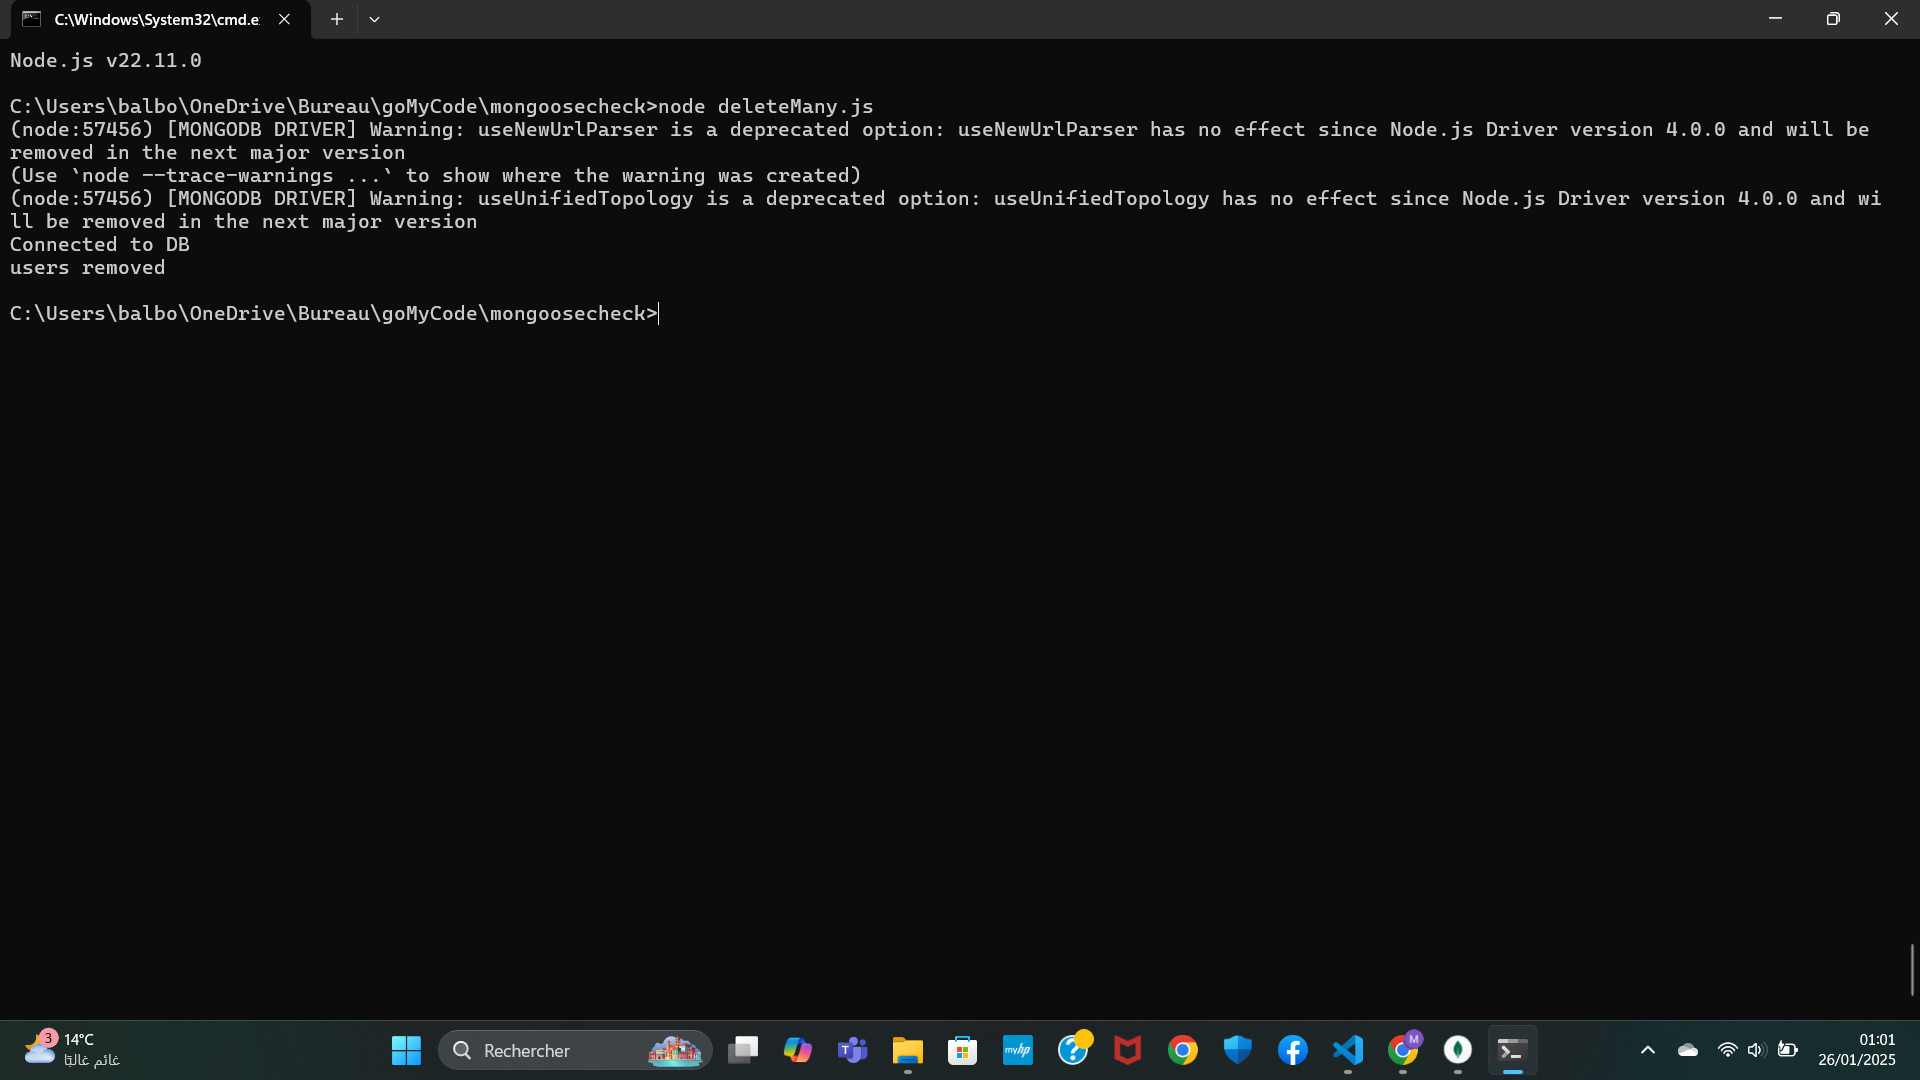 C:\Windows\System32\cmd.e
Node.js v22.11.0
C:\Users\balbo\OneDrive\Bureau\goMyCode\mongoosecheck>node deleteMany.js
(node:57456) [MONGODB DRIVER] Warning: useNewUrlParser is a deprecated option: useNewUrlParser has no effect since Node.js Driver version 4.0.0 and will be
removed in the next major version
(Use `node --trace-warnings ...` to show where the warning was created)
(node:57456) [MONGODB DRIVER] Warning: useUnifiedTopology is a deprecated option: useUnifiedTopology has no effect since Node.js Driver version 4.0.0 and wi
ll be removed in the next major version
Connected to DB
users removed
C:\Users\balbo\OneDrive\Bureau\goMyCode\mongoosecheck>
3
14°C
غائم غالبًا
Rechercher
T
myhp
M
01:01
26/01/2025